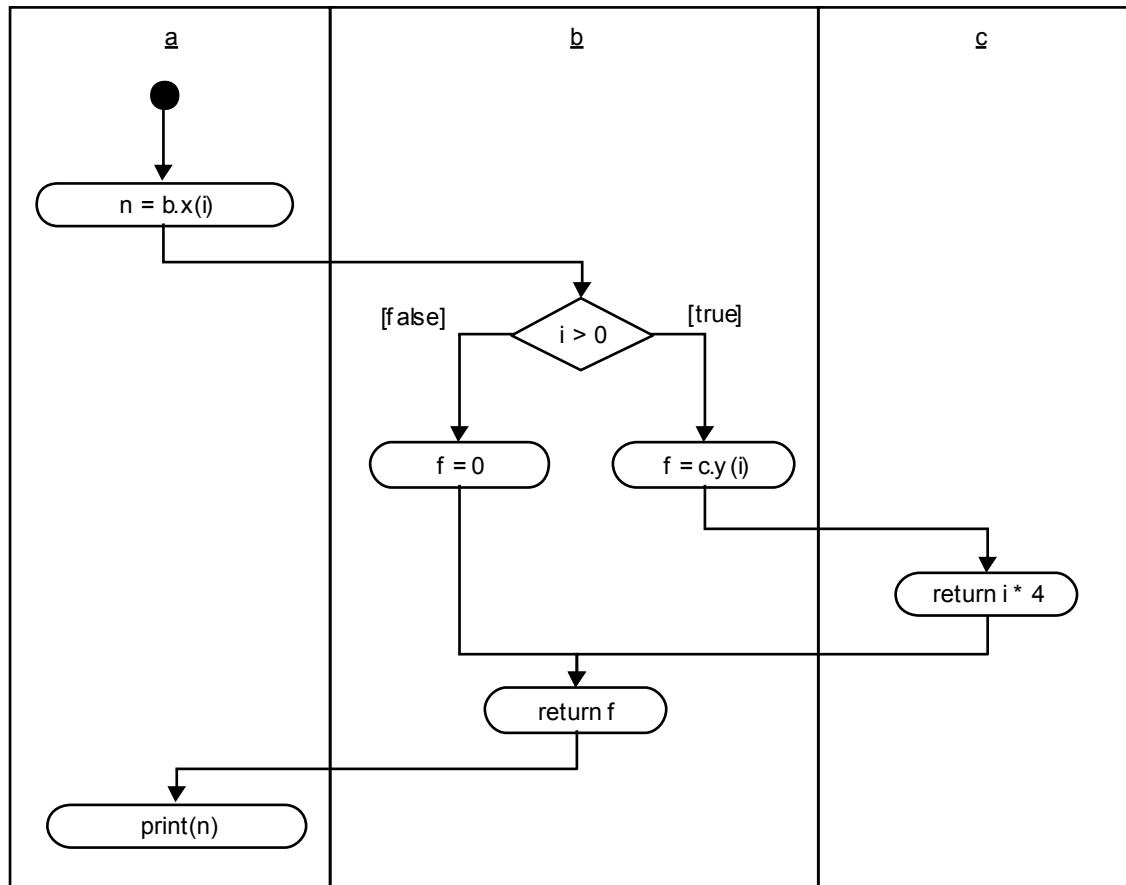 a
b
c
n = b.x(i)
[false]
i > 0
[true]
f = 0
f = c.y(i)
return i * 4
return f
print(n)